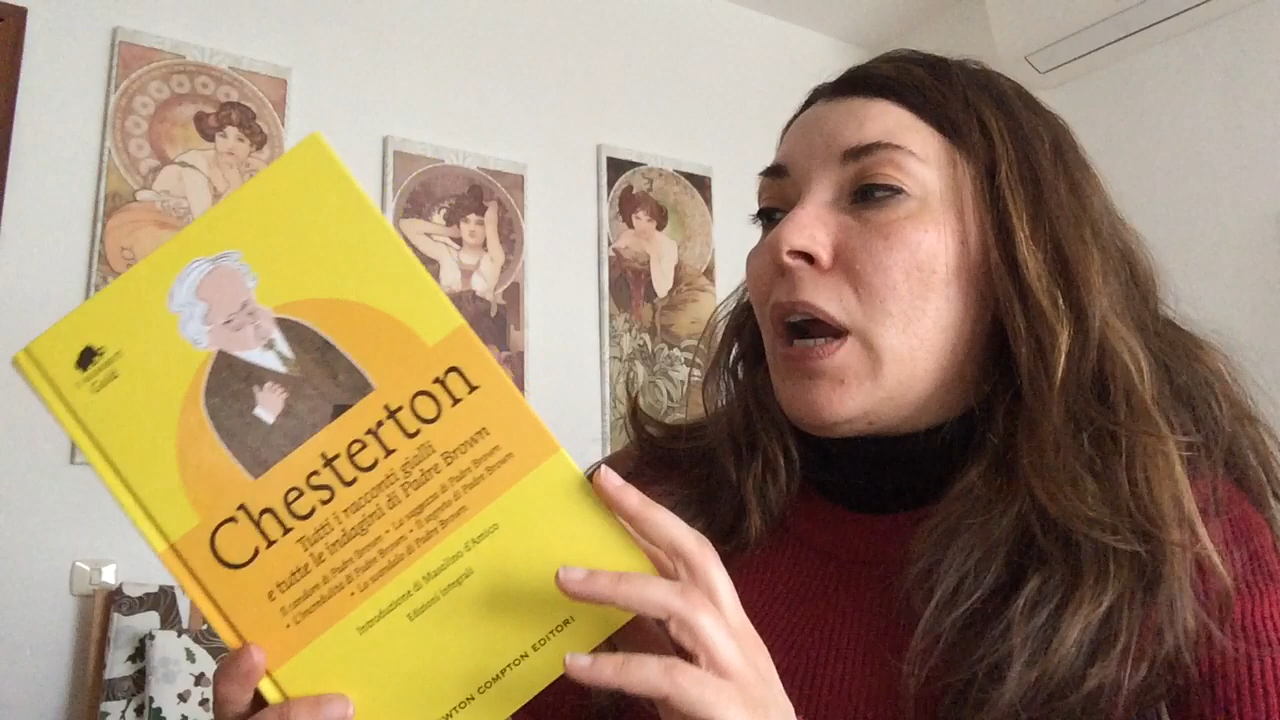 Chesterton
Tutti i racconti gialli
e tutte le indagini di Padre Brown
Il candore di Padre Brown • La saggezza di Padre Brown
• L'incredulità di Padre Brown • Il segreto di Padre Brown
• Lo scandalo di Padre Brown
Introduzione di Masolino d'Amico
Edizioni integrali
WTON COMPTON EDITORI